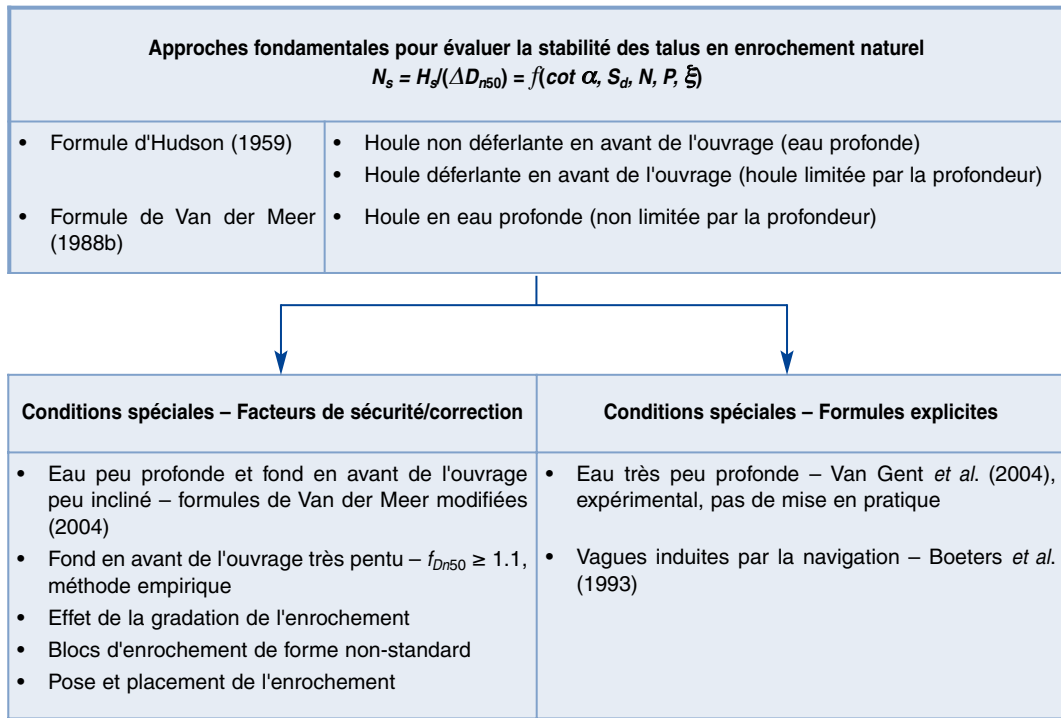 Approches fondamentales pour évaluer la stabilité des talus en enrochement naturel
Ns = Hs/(ΔDn50) = f(cot α, Sd, N, P, ξ)
• Formule d'Hudson (1959)
• Houle non déferlante en avant de l'ouvrage (eau profonde)
• Houle déferlante en avant de l'ouvrage (houle limitée par la profondeur)
• Formule de Van der Meer
(1988b)
• Houle en eau profonde (non limitée par la profondeur)
Conditions spéciales – Facteurs de sécurité/correction
• Eau peu profonde et fond en avant de l'ouvrage
peu incliné – formules de Van der Meer modifiées
(2004)
• Fond en avant de l'ouvrage très pentu – fDn50 ≥ 1.1,
méthode empirique
• Effet de la gradation de l'enrochement
• Blocs d'enrochement de forme non-standard
• Pose et placement de l'enrochement
Conditions spéciales – Formules explicites
• Eau très peu profonde – Van Gent et al. (2004),
expérimental, pas de mise en pratique
• Vagues induites par la navigation – Boeters et al.
(1993)